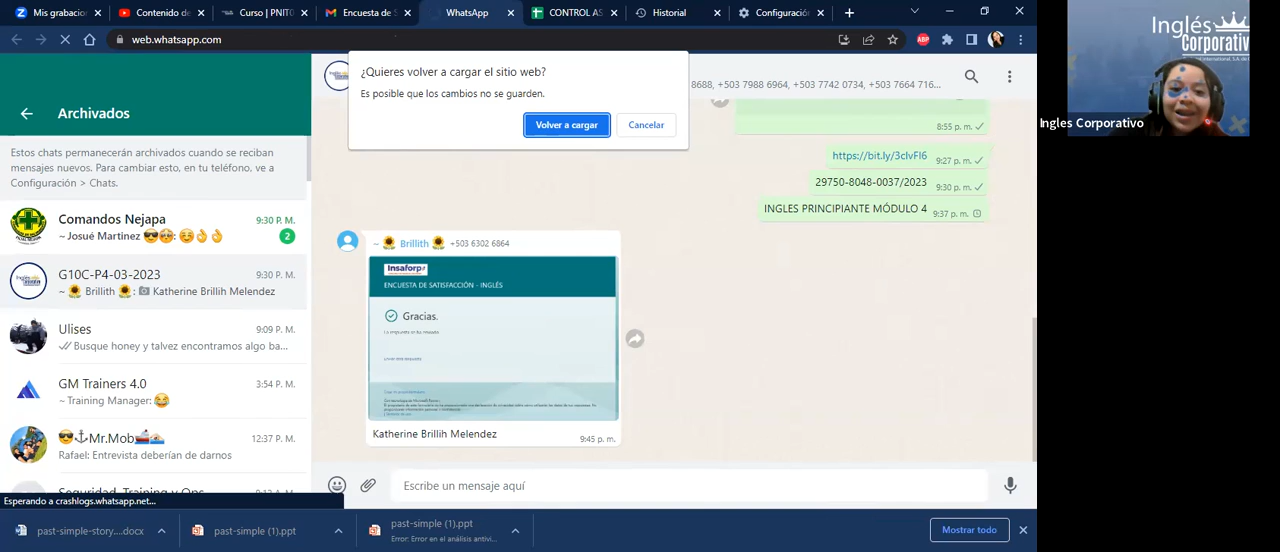 Mis grabacio
Contenido de
Curso | PNITO
Encuesta de S
WhatsApp
CONTROL AS
Historial
Configuración
web.whatsapp.com
ABP
Archivados
Estos chats permanecerán archivados cuando se reciban
mensajes nuevos. Para cambiar esto, en tu teléfono, ve a
Configuración > Chats.
Comandos Nejapa
9:30 P. M.
~ Josué Martinez 😎🥸: ☺️👌👌
2
G10C-P4-03-2023
9:30 P. M.
~ 🌻 Brillith 🌻: 📷 Katherine Brillih Melendez
Ulises
9:09 P. M.
Busque honey y talvez encontramos algo ba...
GM Trainers 4.0
3:54 P. M.
~ Training Manager: 😂
😎⚓Mr.Mob🚢🏊
12:37 P. M.
Rafael: Entrevista deberían de darnos
Seguridad, Training y Ops
Esperando a crashlogs.whatsapp.net...
¿Quieres volver a cargar el sitio web?
Es posible que los cambios no se guarden.
Volver a cargar
Cancelar
8688, +503 7988 6964, +503 7742 0734, +503 7664 716...
8:55 p. m.
https://bit.ly/3cIvFI6
9:27 p. m.
29750-8048-0037/2023
9:30 p. m.
INGLES PRINCIPIANTE MÓDULO 4
9:37 p. m.
~ 🌻 Brillith 🌻 +503 6302 6864
Insaforp
ENCUESTA DE SATISFACCIÓN - INGLÉS
Gracias.
Katherine Brillih Melendez
9:45 p. m.
Escribe un mensaje aquí
past-simple-story....docx
past-simple (1).ppt
past-simple (1).ppt
Error: Error en el análisis antivi...
Mostrar todo
Inglés
Corporativo
Ingles Corporativo